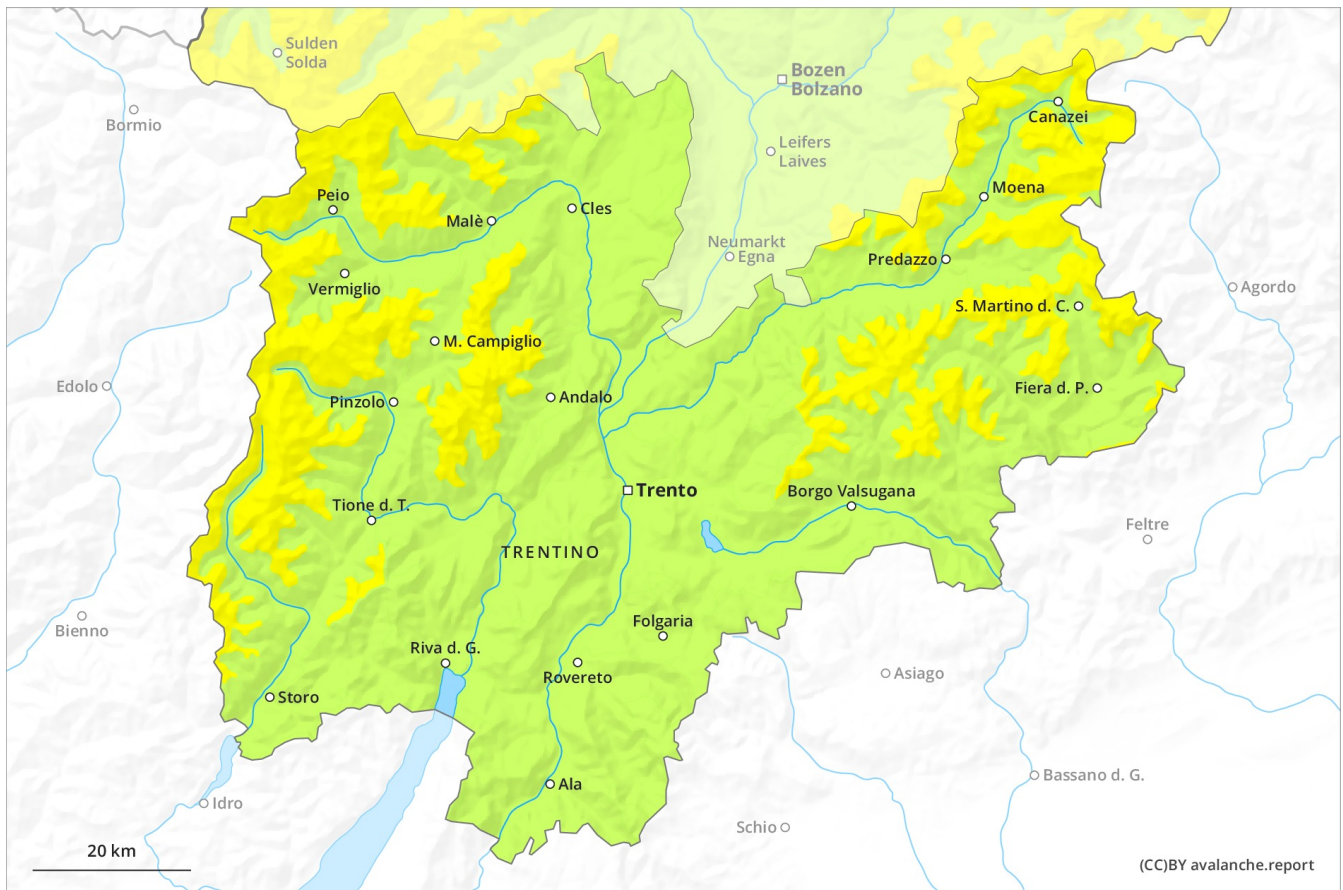 Sulden
Solda
Bozen
Bolzano
Bormio
Canazei
Leifers
Laives
Peio
Moena
Malè
Cles
Neumarkt
Egna
Predazzo
Vermiglio
Agordo
S. Martino d. C.
M. Campiglio
Edolo
Fiera d. P.
Andalo
Pinzolo
Trento
Borgo Valsugana
Tione d. T.
Feltre
TRENTINO
Bienno
Folgaria
Riva d. G.
Rovereto
Asiago
Storo
Bassano d. G.
Ala
Idro
Schio
20 km
(CC)BY avalanche.report